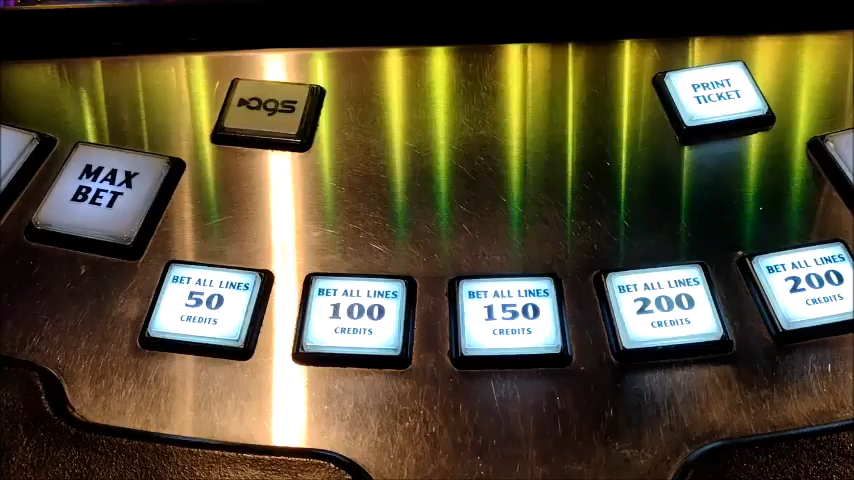 ags
PRINT
TICKET
MAX
BET
BET ALL LINES
50
CREDITS
BET ALL LINES
100
CREDITS
BET ALL LINES
150
CREDITS
BET ALL LINES
200
CREDITS
BET ALL LINES
200
CREDITS